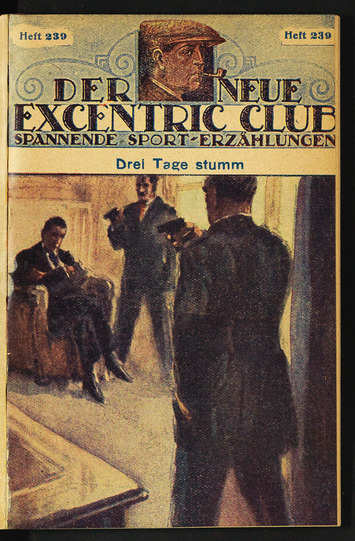 Heft 239
Heft 239
DER NEUE
EXCENTRIC CLUB
SPANNENDE SPORT-ERZÄHLUNGEN
Drei Tage stumm